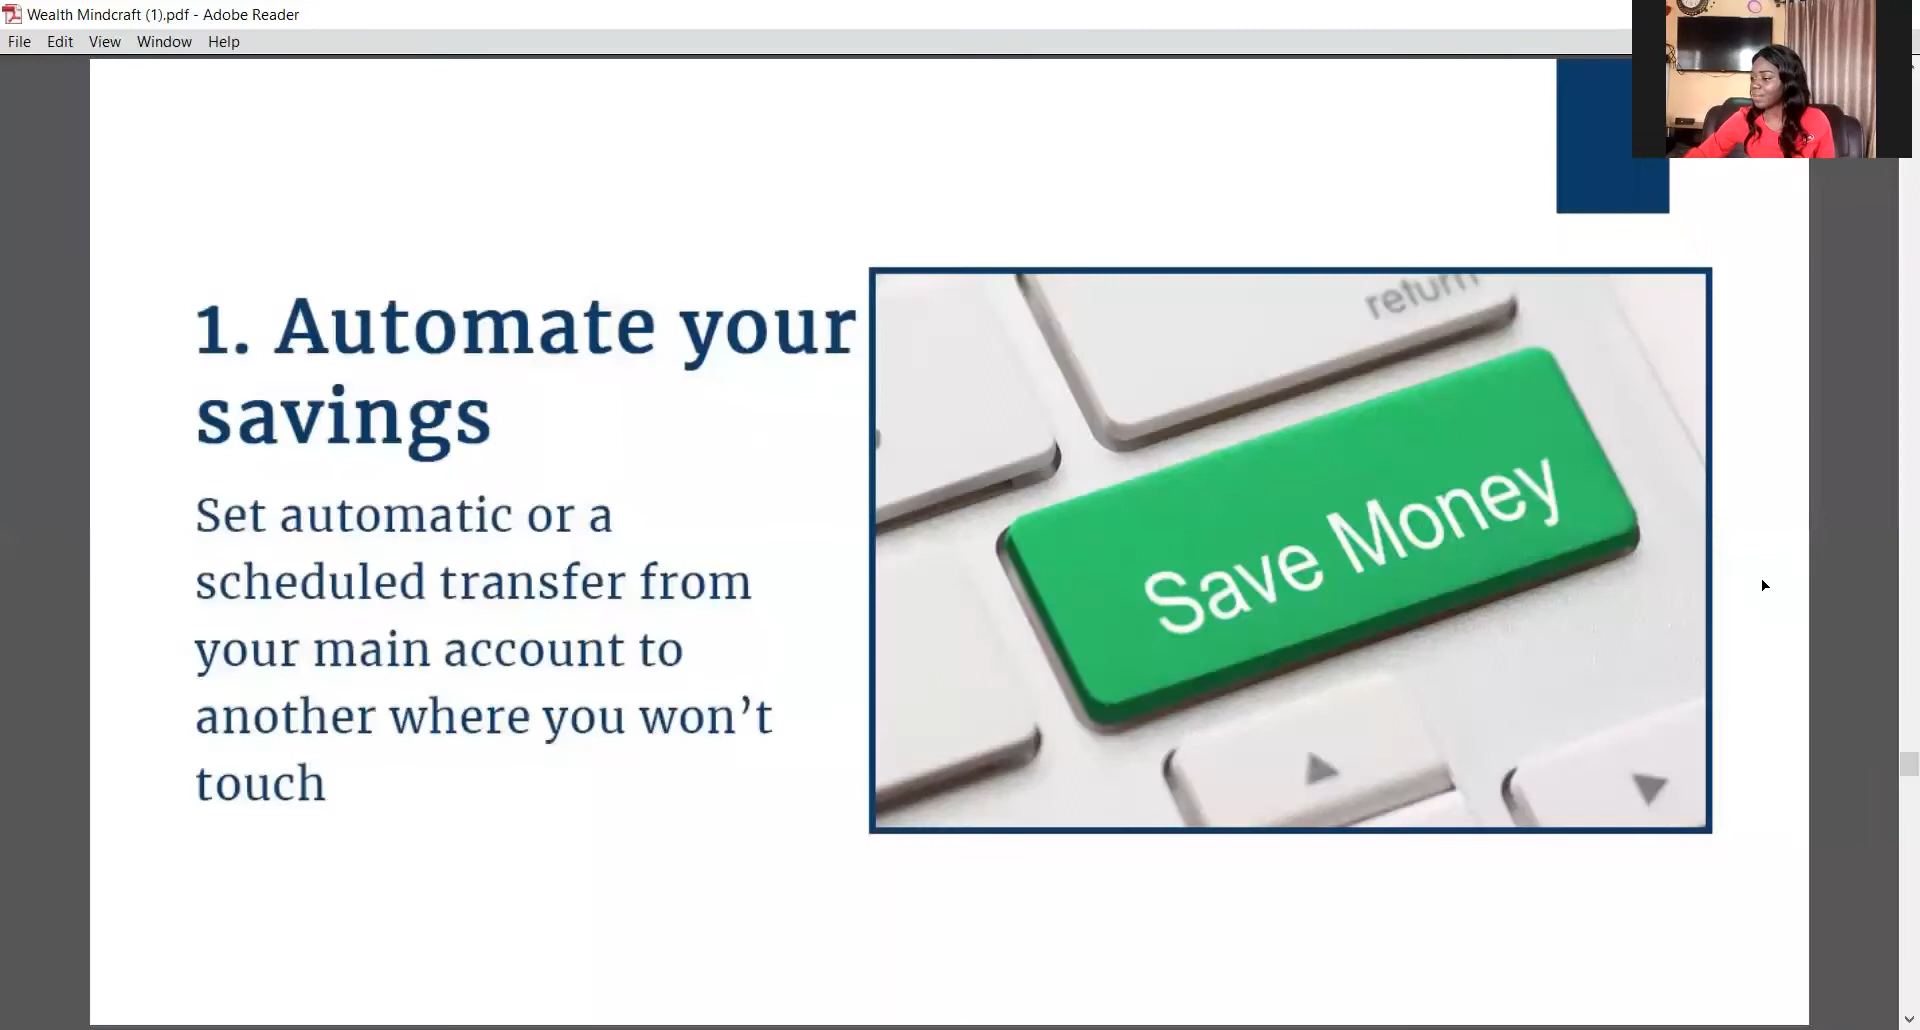 Wealth Mindcraft (1).pdf - Adobe Reader
File Edit View Window Help
1. Automate your
savings
Set automatic or a
scheduled transfer from
your main account to
another where you won’t
touch
return
Save Money